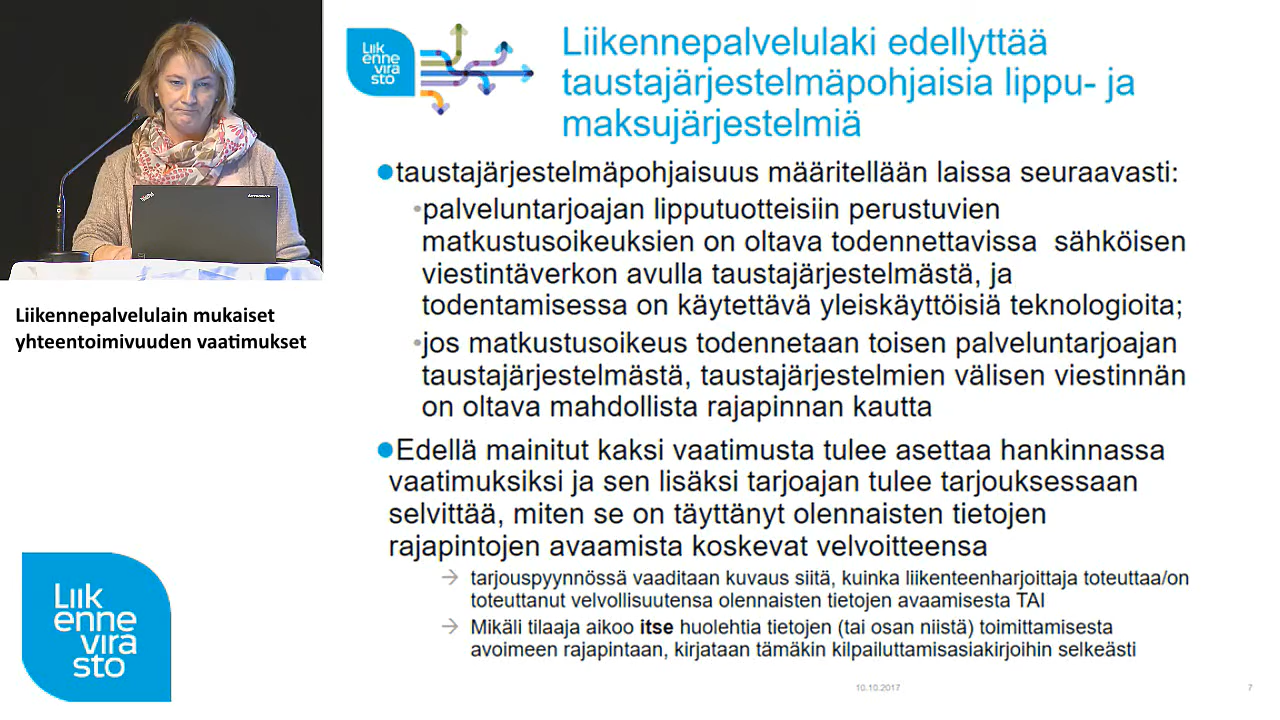 Liik
enne
vira
sto
Liikennepalvelulaki edellyttää
taustajärjestelmäpohjaisia lippu- ja
maksujärjestelmiä
taustajärjestelmäpohjaisuus määritellään laissa seuraavasti:
palveluntarjoajan lipputuotteisiin perustuvien
matkustusoikeuksien on oltava todennettavissa sähköisen
viestintäverkon avulla taustajärjestelmästä, ja
todentamisessa on käytettävä yleiskäyttöisiä teknologioita;
jos matkustusoikeus todennetaan toisen palveluntarjoajan
taustajärjestelmästä, taustajärjestelmien välisen viestinnän
on oltava mahdollista rajapinnan kautta
Edellä mainitut kaksi vaatimusta tulee asettaa hankinnassa
vaatimuksiksi ja sen lisäksi tarjoajan tulee tarjouksessaan
selvittää, miten se on täyttänyt olennaisten tietojen
rajapintojen avaamista koskevat velvoitteensa
→ tarjouspyynnössä vaaditaan kuvaus siitä, kuinka liikenteenharjoittaja toteuttaa/on
toteuttanut velvollisuutensa olennaisten tietojen avaamisesta TAI
→ Mikäli tilaaja aikoo itse huolehtia tietojen (tai osan niistä) toimittamisesta
avoimeen rajapintaan, kirjataan tämäkin kilpailuttamisasiakirjoihin selkeästi
10.10.2017
7
Liikennepalvelulain mukaiset
yhteentoimivuuden vaatimukset
Liik
enne
vira
sto